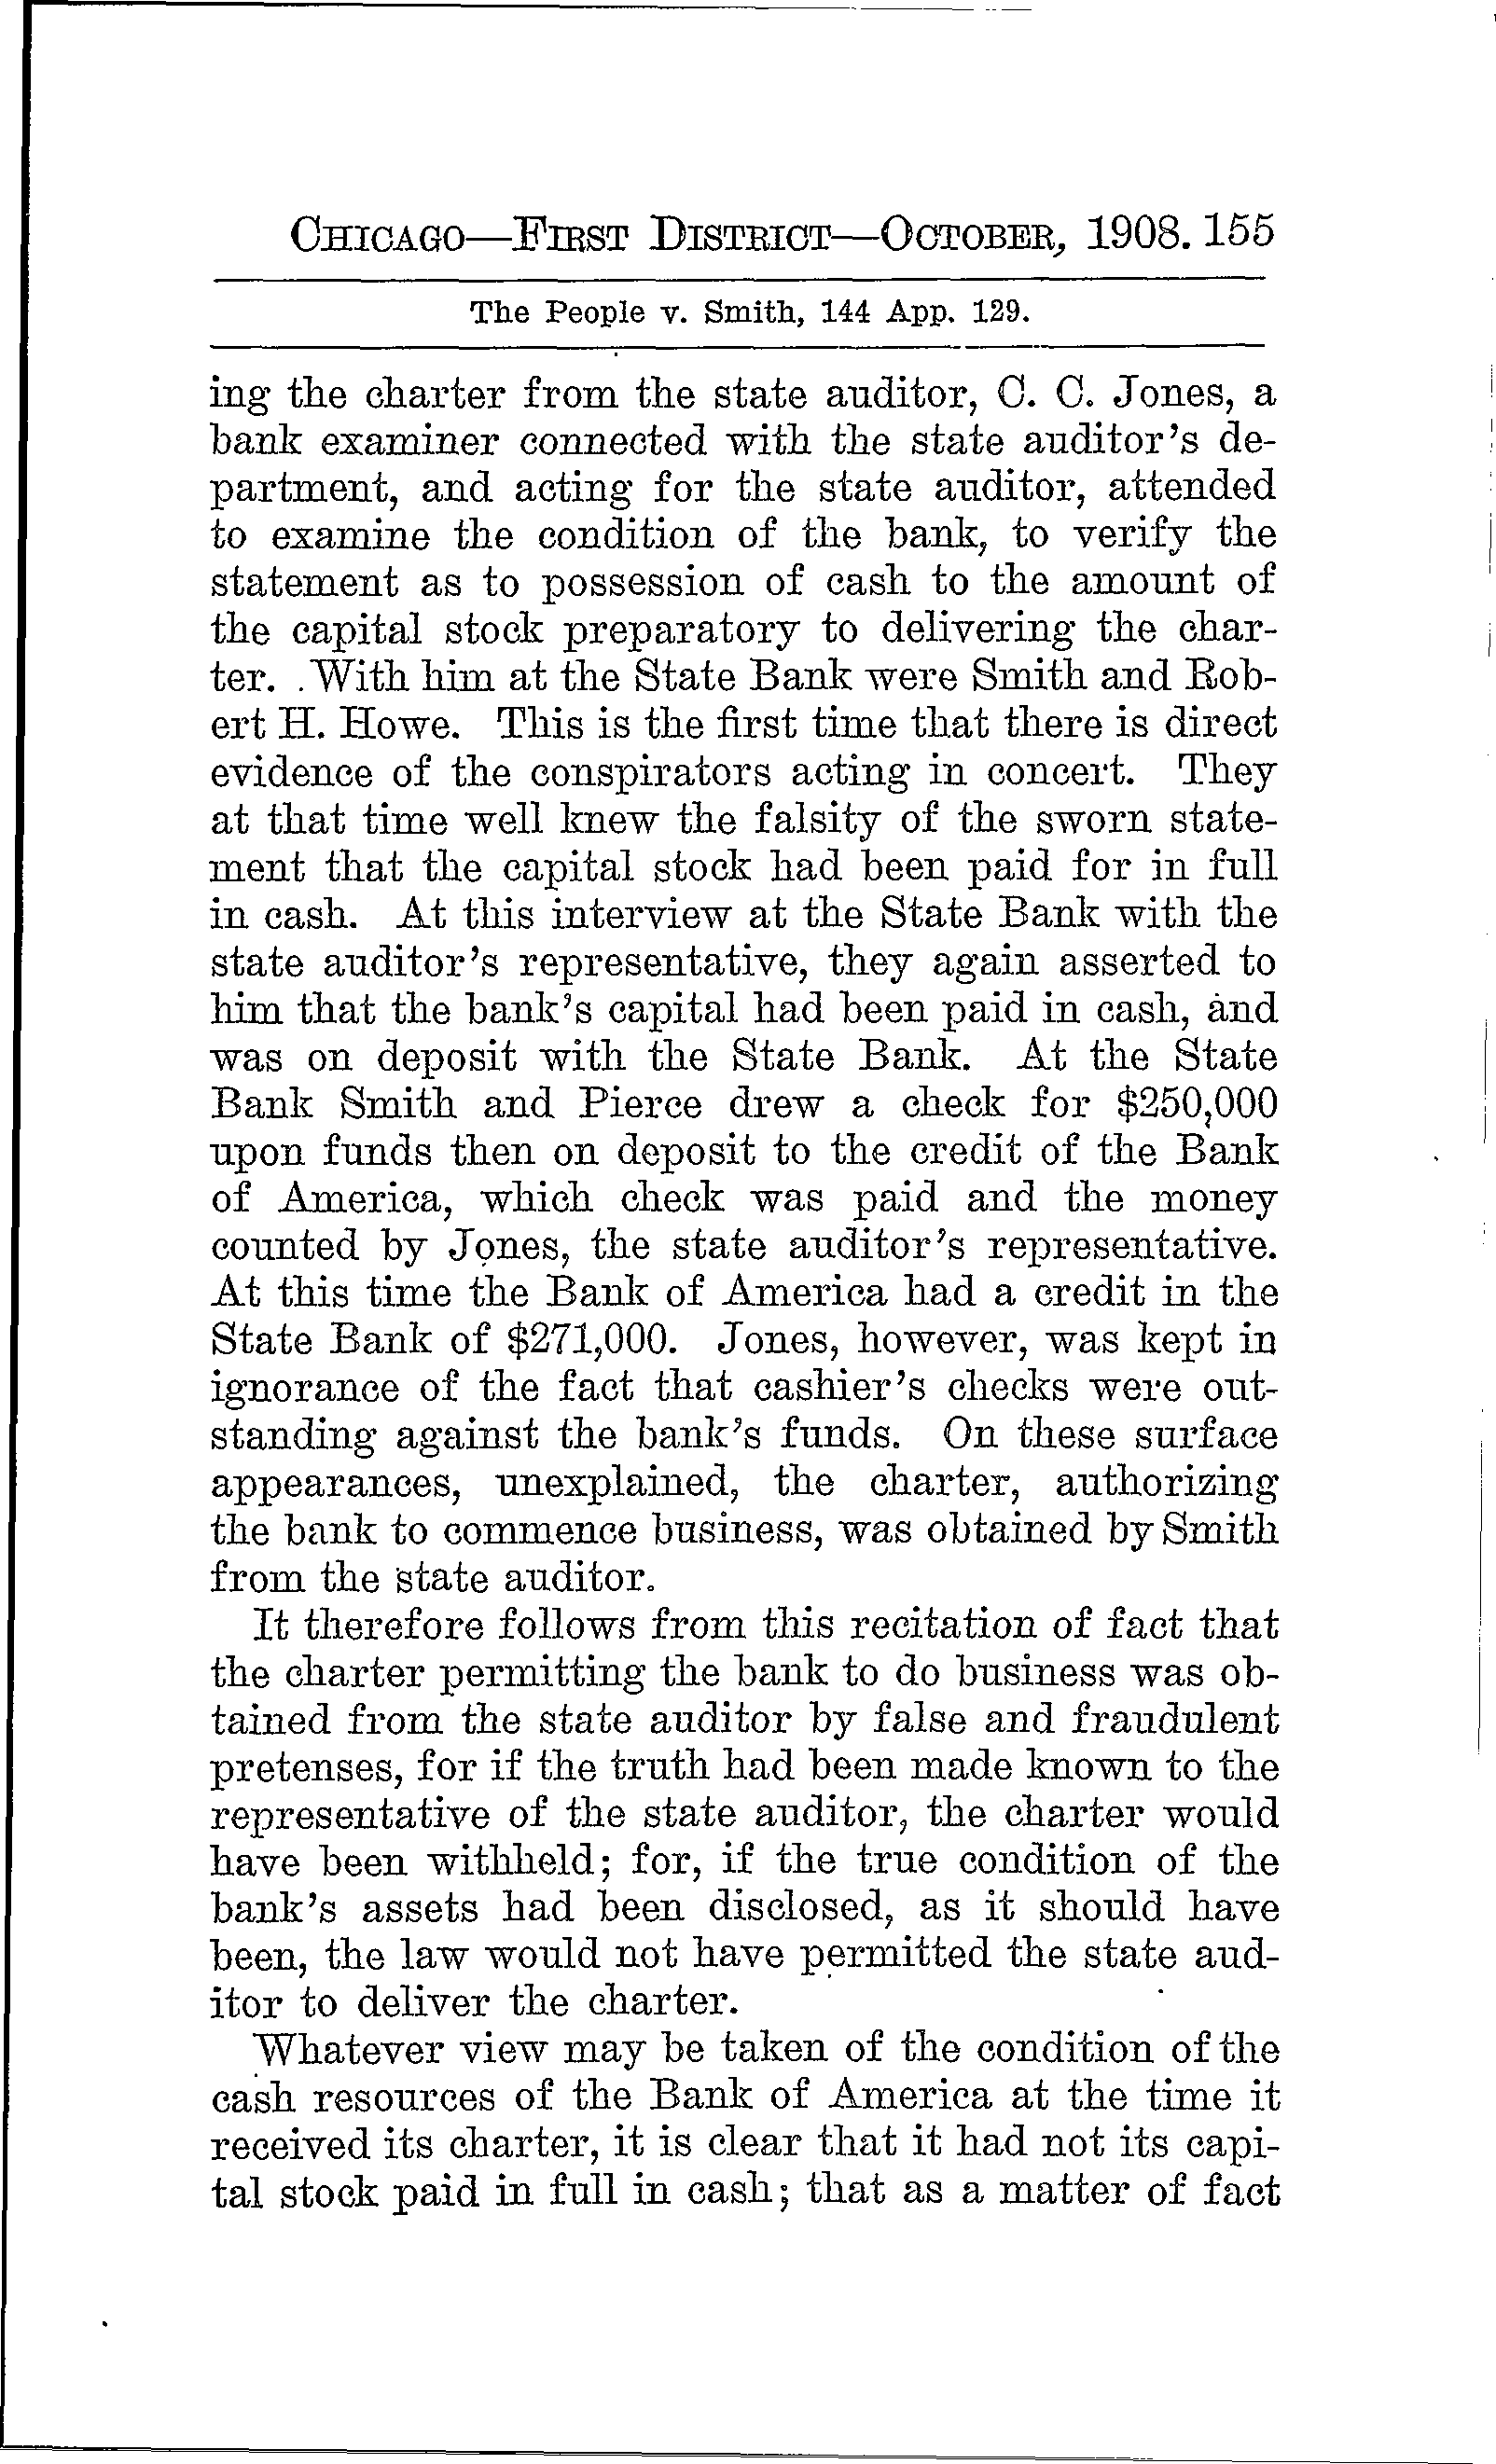 CHICAGO—FIRST DISTRICT—OCTOBER, 1908. 155
The People v. Smith, 144 App. 129.
ing the charter from the state auditor, C. C. Jones, a
bank examiner connected with the state auditor's de-
partment, and acting for the state auditor, attended
to examine the condition of the bank, to verify the
statement as to possession of cash to the amount of
the capital stock preparatory to delivering the char-
ter. With him at the State Bank were Smith and Rob-
ert H. Howe. This is the first time that there is direct
evidence of the conspirators acting in concert. They
at that time well knew the falsity of the sworn state-
ment that the capital stock had been paid for in full
in cash. At this interview at the State Bank with the
state auditor's representative, they again asserted to
him that the bank's capital had been paid in cash, and
was on deposit with the State Bank. At the State
Bank Smith and Pierce drew a check for $250,000
upon funds then on deposit to the credit of the Bank
of America, which check was paid and the money
counted by Jones, the state auditor's representative.
At this time the Bank of America had a credit in the
State Bank of $271,000. Jones, however, was kept in
ignorance of the fact that cashier's checks were out-
standing against the bank's funds. On these surface
appearances, unexplained, the charter, authorizing
the bank to commence business, was obtained by Smith
from the state auditor.
It therefore follows from this recitation of fact that
the charter permitting the bank to do business was ob-
tained from the state auditor by false and fraudulent
pretenses, for if the truth had been made known to the
representative of the state auditor, the charter would
have been withheld; for, if the true condition of the
bank's assets had been disclosed, as it should have
been, the law would not have permitted the state aud-
itor to deliver the charter.
Whatever view may be taken of the condition of the
cash resources of the Bank of America at the time it
received its charter, it is clear that it had not its capi-
tal stock paid in full in cash; that as a matter of fact